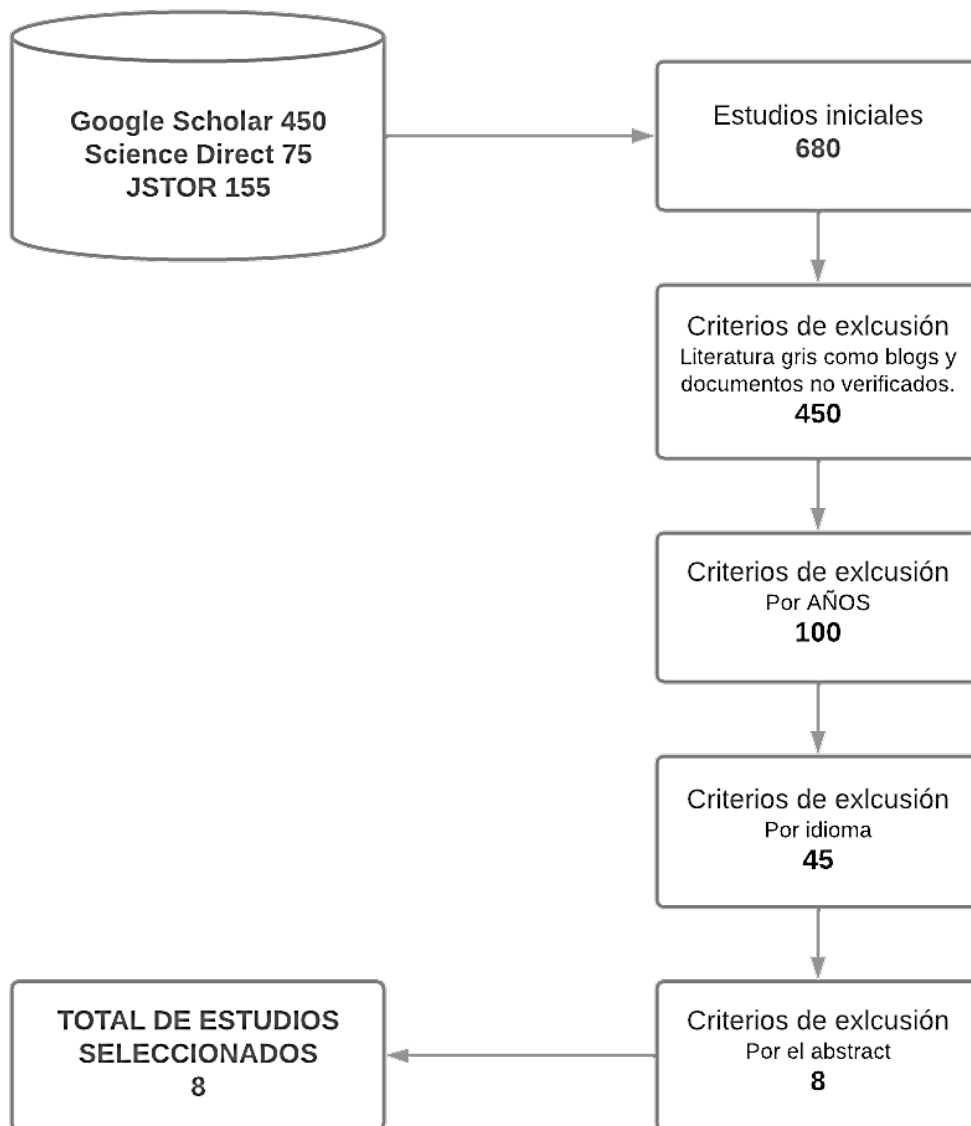 Google Scholar 450
Science Direct 75
JSTOR 155
Estudios iniciales
680
Criterios de exlcusión
Literatura gris como blogs y
documentos no verificados.
450
Criterios de exlcusión
Por AÑOS
100
Criterios de exlcusión
Por idioma
45
Criterios de exlcusión
Por el abstract
8
TOTAL DE ESTUDIOS
SELECCIONADOS
8